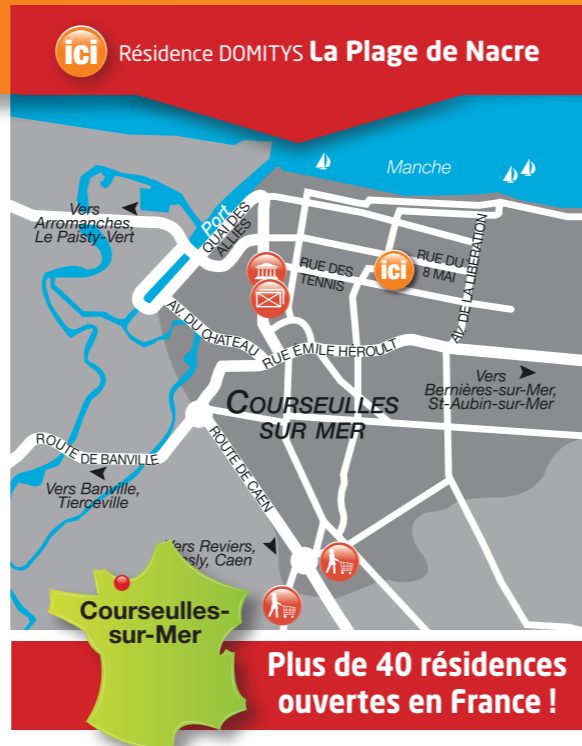 ici Résidence DOMITYS La Plage de Nacre
Manche
Vers
Arromanches,
Le Paisty-Vert
Port
QUAI DES
ALLIES
RUE DES
TENNIS
ici
RUE DU
8 MAI
AV. DE LA LIBÉRATION
AV. DU CHATEAU
RUE ÉMILE HÉROULT
Vers
Bernières-sur-Mer,
St-Aubin-sur-Mer
COURSEULLES
SUR MER
ROUTE DE BANVILLE
Vers Banville,
Tierceville
ROUTE DE CAEN
Vers Reviers,
Caen
Courseulles-
sur-Mer
Plus de 40 résidences
ouvertes en France !